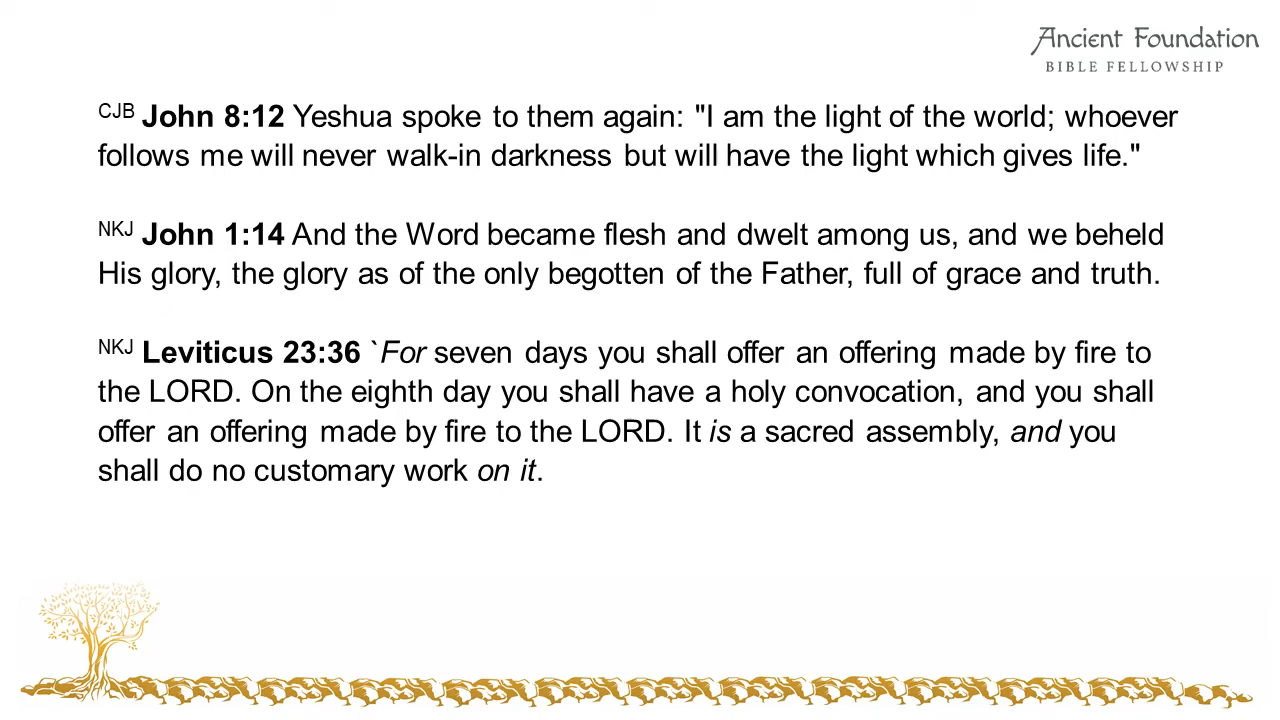 Ancient Foundation
BIBLE FELLOWSHIP
CJB John 8:12 Yeshua spoke to them again: "I am the light of the world; whoever
follows me will never walk-in darkness but will have the light which gives life."
NKJ John 1:14 And the Word became flesh and dwelt among us, and we beheld
His glory, the glory as of the only begotten of the Father, full of grace and truth.
NKJ Leviticus 23:36 `For seven days you shall offer an offering made by fire to
the LORD. On the eighth day you shall have a holy convocation, and you shall
offer an offering made by fire to the LORD. It is a sacred assembly, and you
shall do no customary work on it.